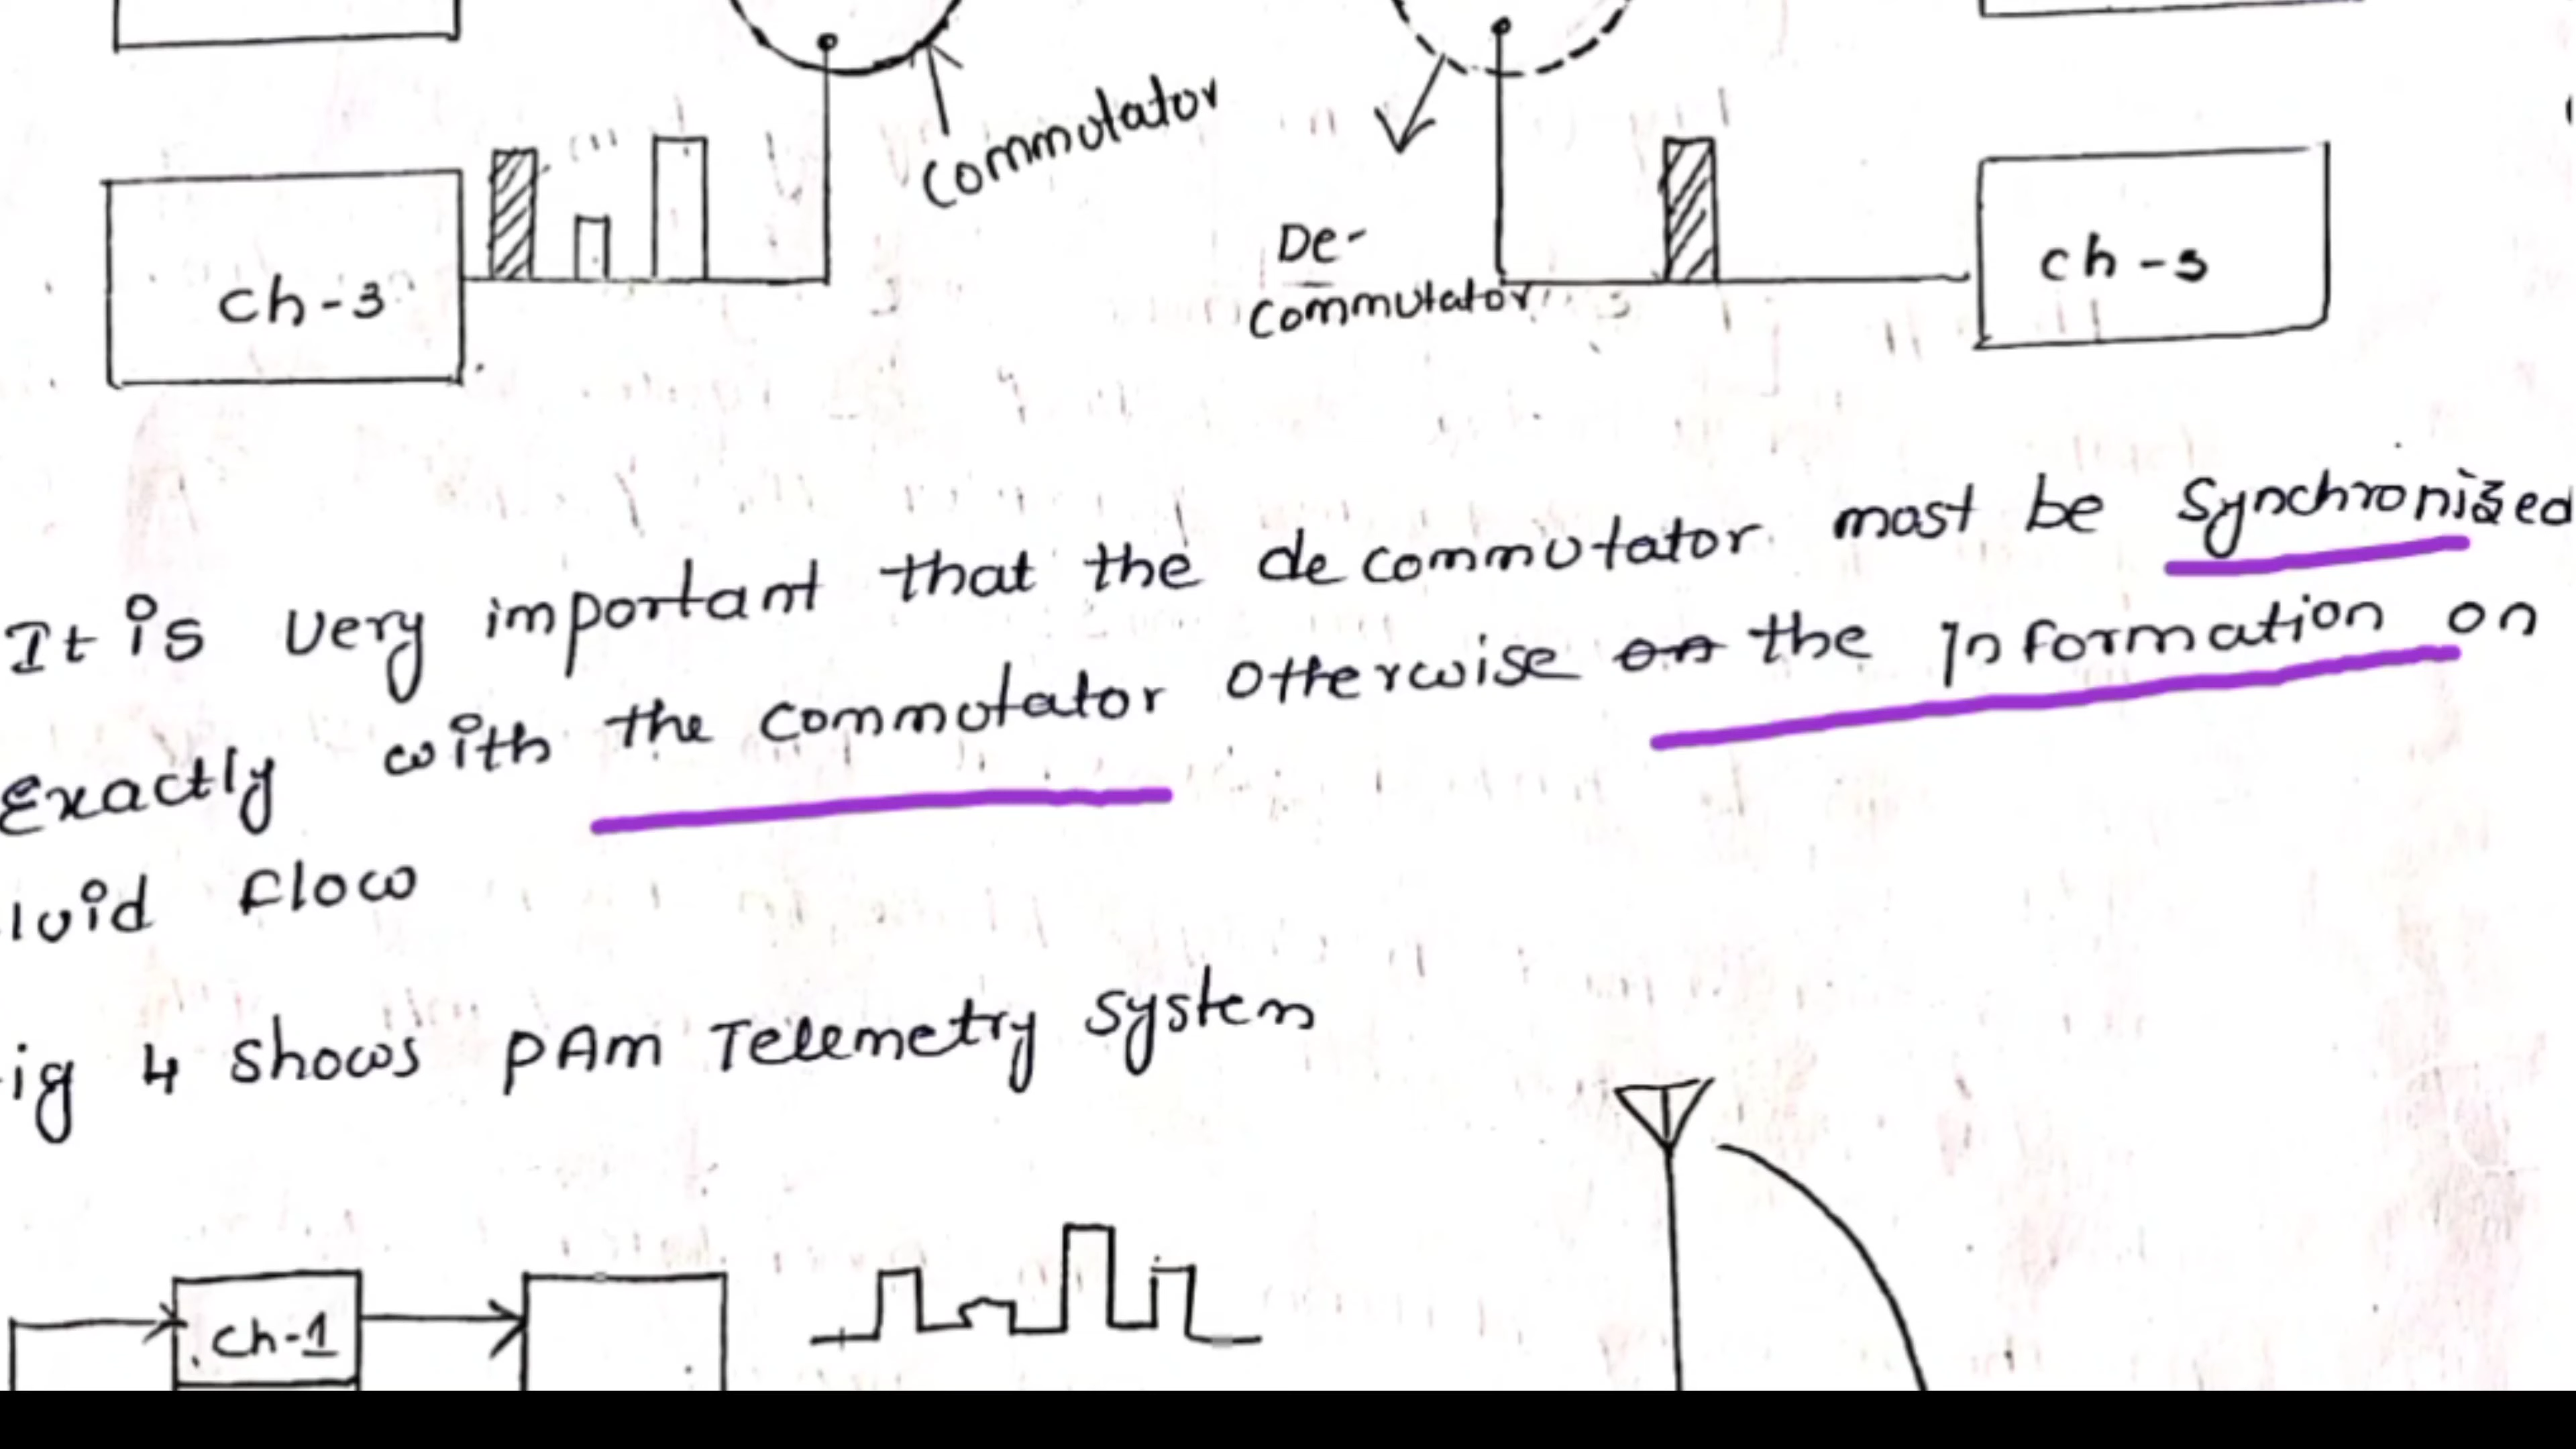 Commutator
De-
Commutator
Ch-3
Ch-3
It is very important that the decommutator must be Synchronized
Exactly with the commutator otherwise on the Information on
luid flow
ig 4 shows PAM Telemetry system
Ch-1